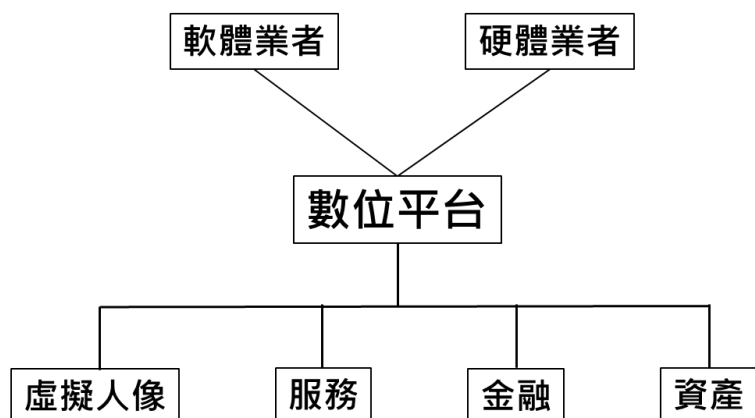 軟體業者
硬體業者
數位平台
虛擬人像
服務
金融
資產